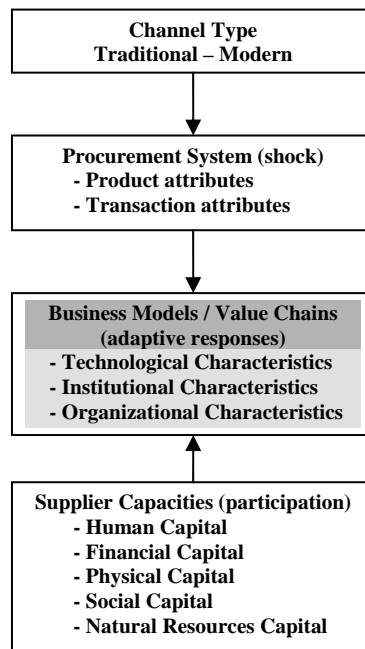 Channel Type
Traditional – Modern
Procurement System (shock)
- Product attributes
- Transaction attributes
Business Models / Value Chains
(adaptive responses)
- Technological Characteristics
- Institutional Characteristics
- Organizational Characteristics
Supplier Capacities (participation)
- Human Capital
- Financial Capital
- Physical Capital
- Social Capital
- Natural Resources Capital